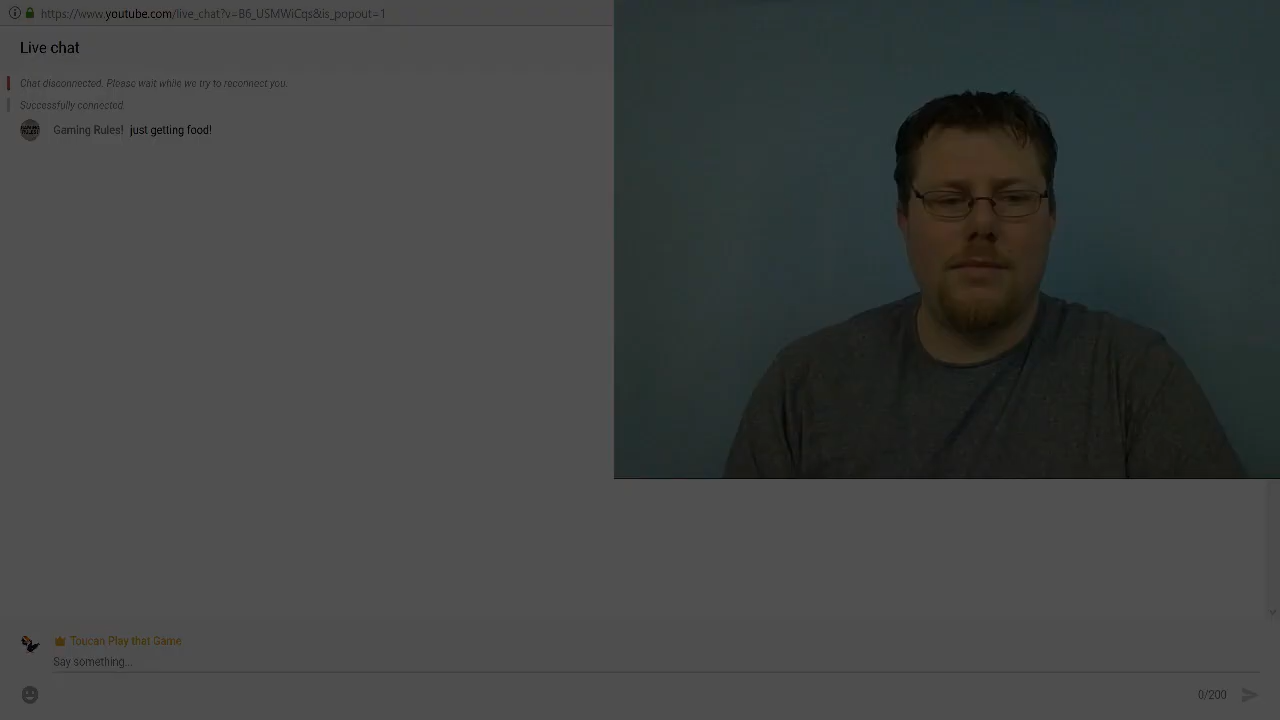 https://www.youtube.com/live_chat?v=B6_USMWiCqs&is_popout=1
Live chat
Chat disconnected. Please wait while we try to reconnect you.
Successfully connected.
Gaming Rules! just getting food!
Toucan Play that Game
Say something...
0/200